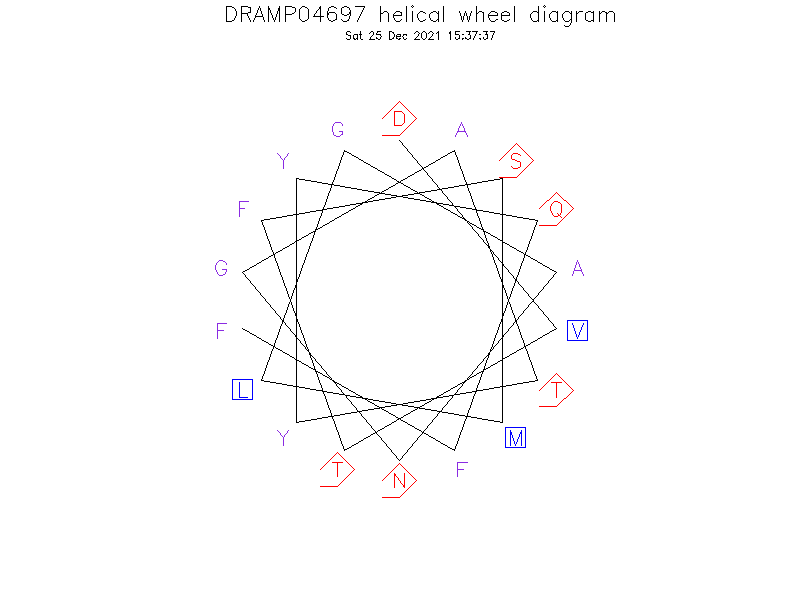 DRAMP04697 helical wheel diagram
Sat 25 Dec 2021 15:37:37
D
G A
Y S
F Q
G A
F V
L T
Y M
T F
N